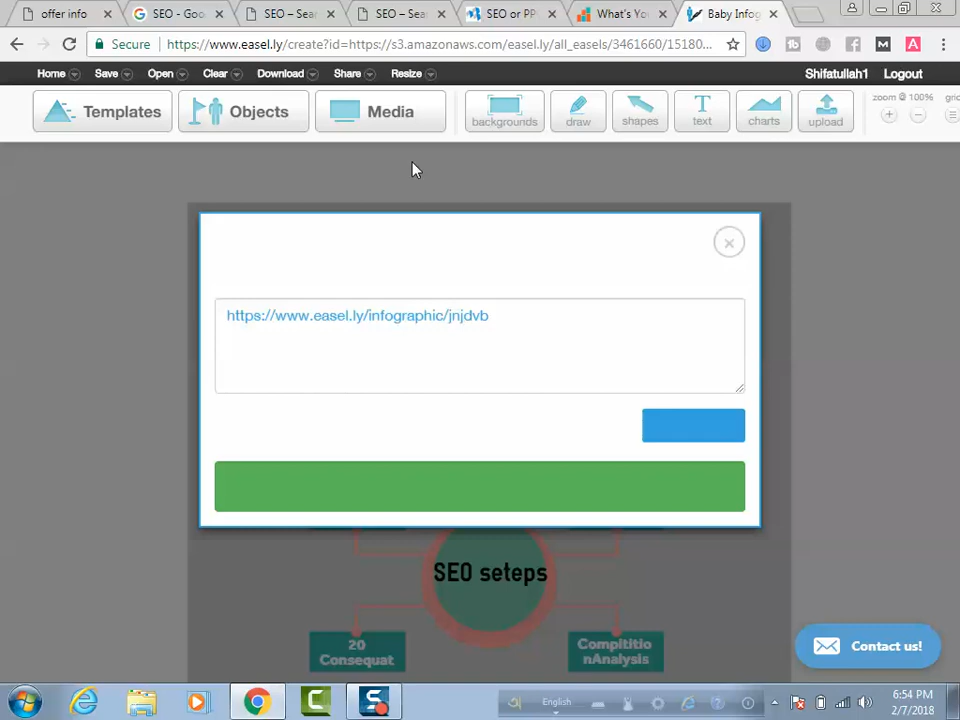 offer info
SEO - Goo
SEO – Sear
SEO – Sea
SEO or PP
What's You
Baby Infog
Secure
https://www.easel.ly/create?id=https://s3.amazonaws.com/easel.ly/all_easels/3461660/15180...
Home
Save
Open
Clear
Download
Share
Resize
Shifatullah1
Logout
Templates
Objects
Media
backgrounds
draw
shapes
text
charts
upload
zoom @ 100%
gri
https://www.easel.ly/infographic/jnjdvb
SEO seteps
20
Consequat
Compititio
nAnalysis
Contact us!
English
6:54 PM
2/7/2018